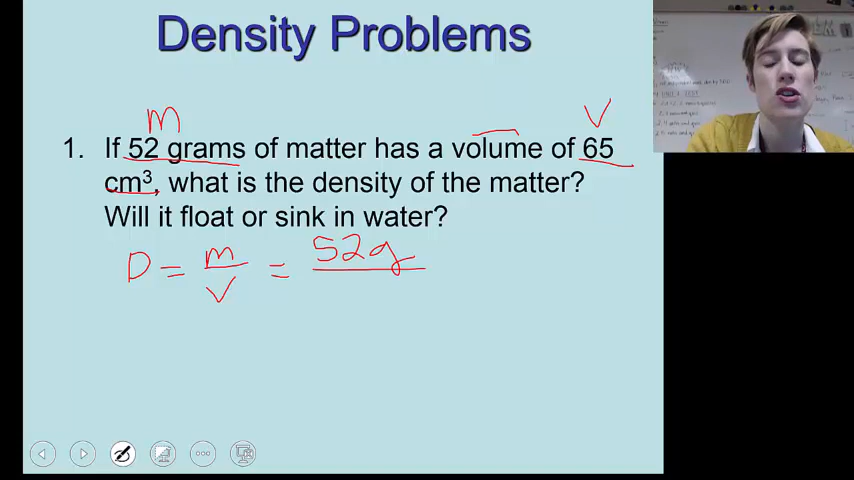 Density Problems
m V
1. If 52 grams of matter has a volume of 65
cm³, what is the density of the matter?
Will it float or sink in water?
D = m/V = 52g